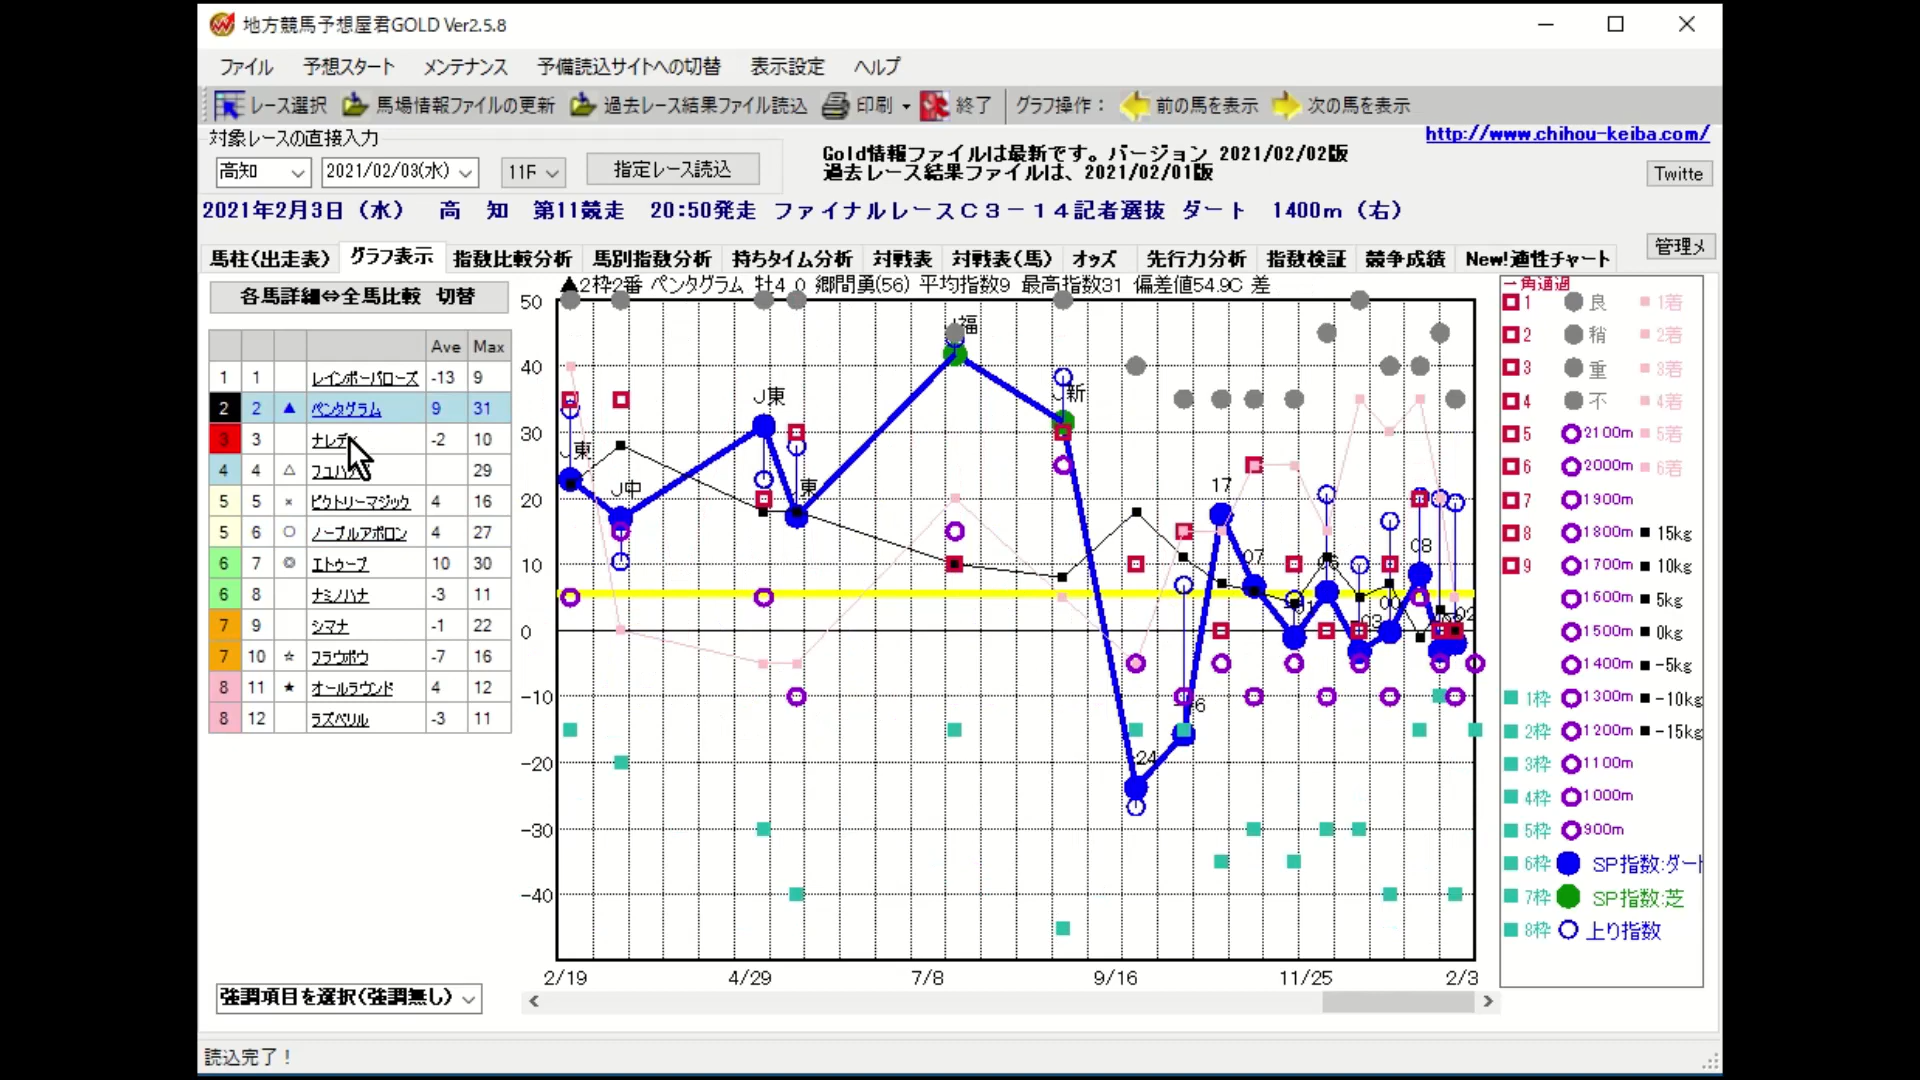 地方競馬予想屋君GOLD Ver2.5.8
ファイル 予想スタート メンテナンス 予備読込サイトへの切替 表示設定 ヘルプ
レース選択 馬場情報ファイルの更新 過去レース結果ファイル読込 印刷 終了 グラフ操作： 前の馬を表示 次の馬を表示
対象レースの直接入力
http://www.chihou-keiba.com/
高知 2021/02/03(水) 11F 指定レース読込
Gold情報ファイルは最新です。バージョン 2021/02/02版
過去レース結果ファイルは、2021/02/01版
Twitte
2021年2月3日（水） 高 知 第11競走 20:50発走 ファイナルレースＣ３－１４記者選抜 ダート 1400m（右）
管理メ
馬柱(出走表) グラフ表示 指数比較分析 馬別指数分析 持ちタイム分析 対戦表 対戦表(馬) オッズ 先行力分析 指数検証 競争成績 New!適性チャート
各馬詳細⇔全馬比較 切替
▲2枠2番 ペンタグラム 牡4 0 郷間勇(56) 平均指数9 最高指数31 偏差値54.9C 差
Ave Max
1 1 レインボーバローズ -13 9
2 2 ▲ ペンタグラム 9 31
3 3 ナレデ -2 10
4 4 △ フユハ 29
5 5 × ビクトリーマジック 4 16
5 6 ○ ノーブルアポロン 4 27
6 7 ◎ エトゥープ 10 30
6 8 ナミノハナ -3 11
7 9 シマナ -1 22
7 10 ☆ フラウポウ -7 16
8 11 ★ オールラウンド 4 12
8 12 ラズベリル -3 11
50
40
30
20
10
0
-10
-20
-30
-40
東
J中
J東
東
福
新
24
6
17
07
03
00
08
02
2/19 4/29 7/8 9/16 11/25 2/3
一角通過
1 良 1着
2 稍 2着
3 重 3着
4 不 4着
5 2100m 5着
6 2000m 6着
7 1900m
8 1800m 15kg
9 1700m 10kg
1600m 5kg
1500m 0kg
1400m -5kg
1枠 1300m -10kg
2枠 1200m -15kg
3枠 1100m
4枠 1000m
5枠 900m
6枠 SP指数:ダート
7枠 SP指数:芝
8枠 上り指数
強調項目を選択(強調無し)
読込完了！